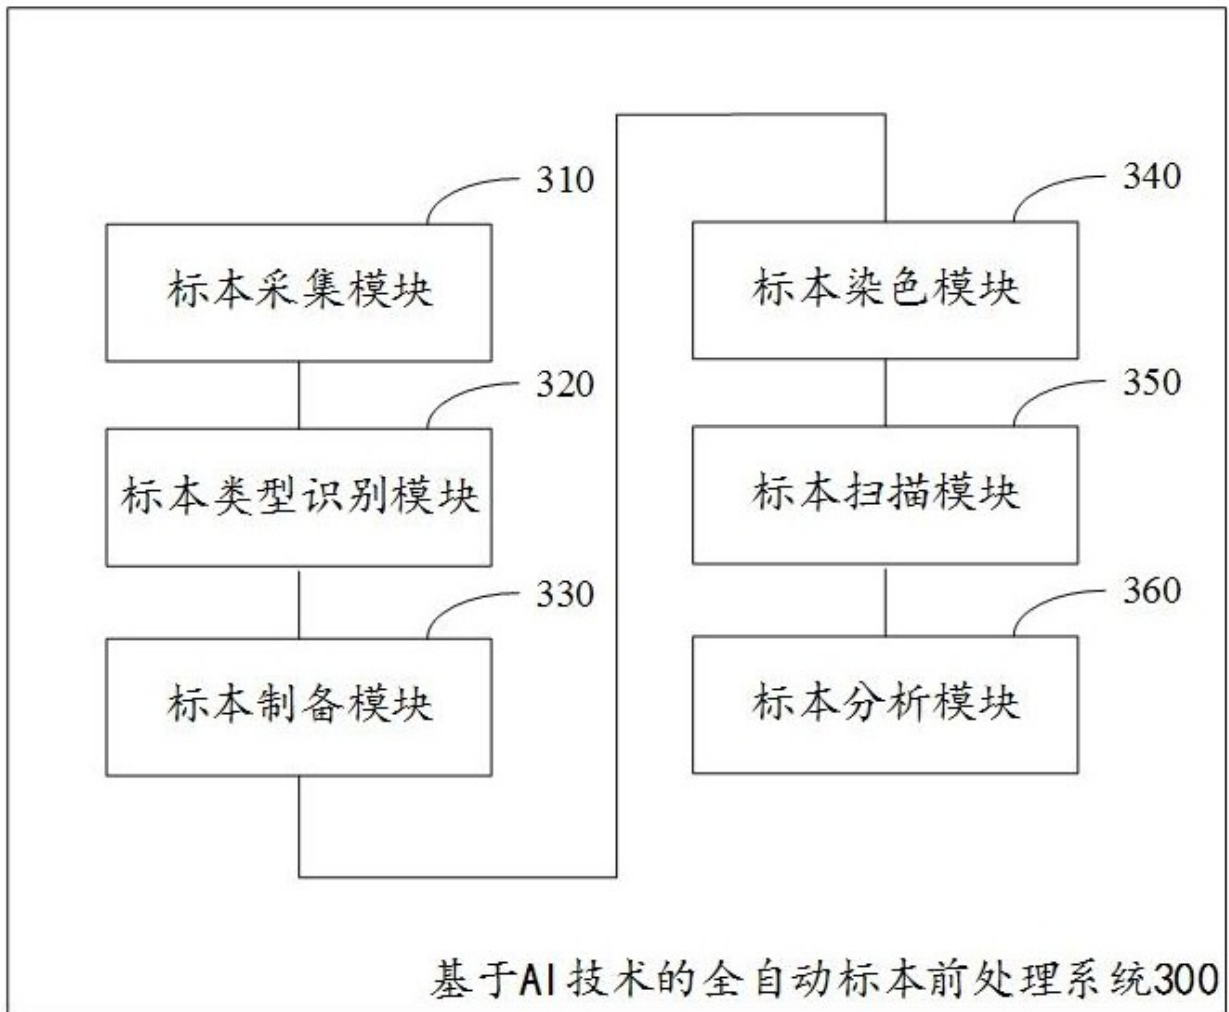 310
标本采集模块
320
标本类型识别模块
330
标本制备模块
340
标本染色模块
350
标本扫描模块
360
标本分析模块
基于AI技术的全自动标本前处理系统300